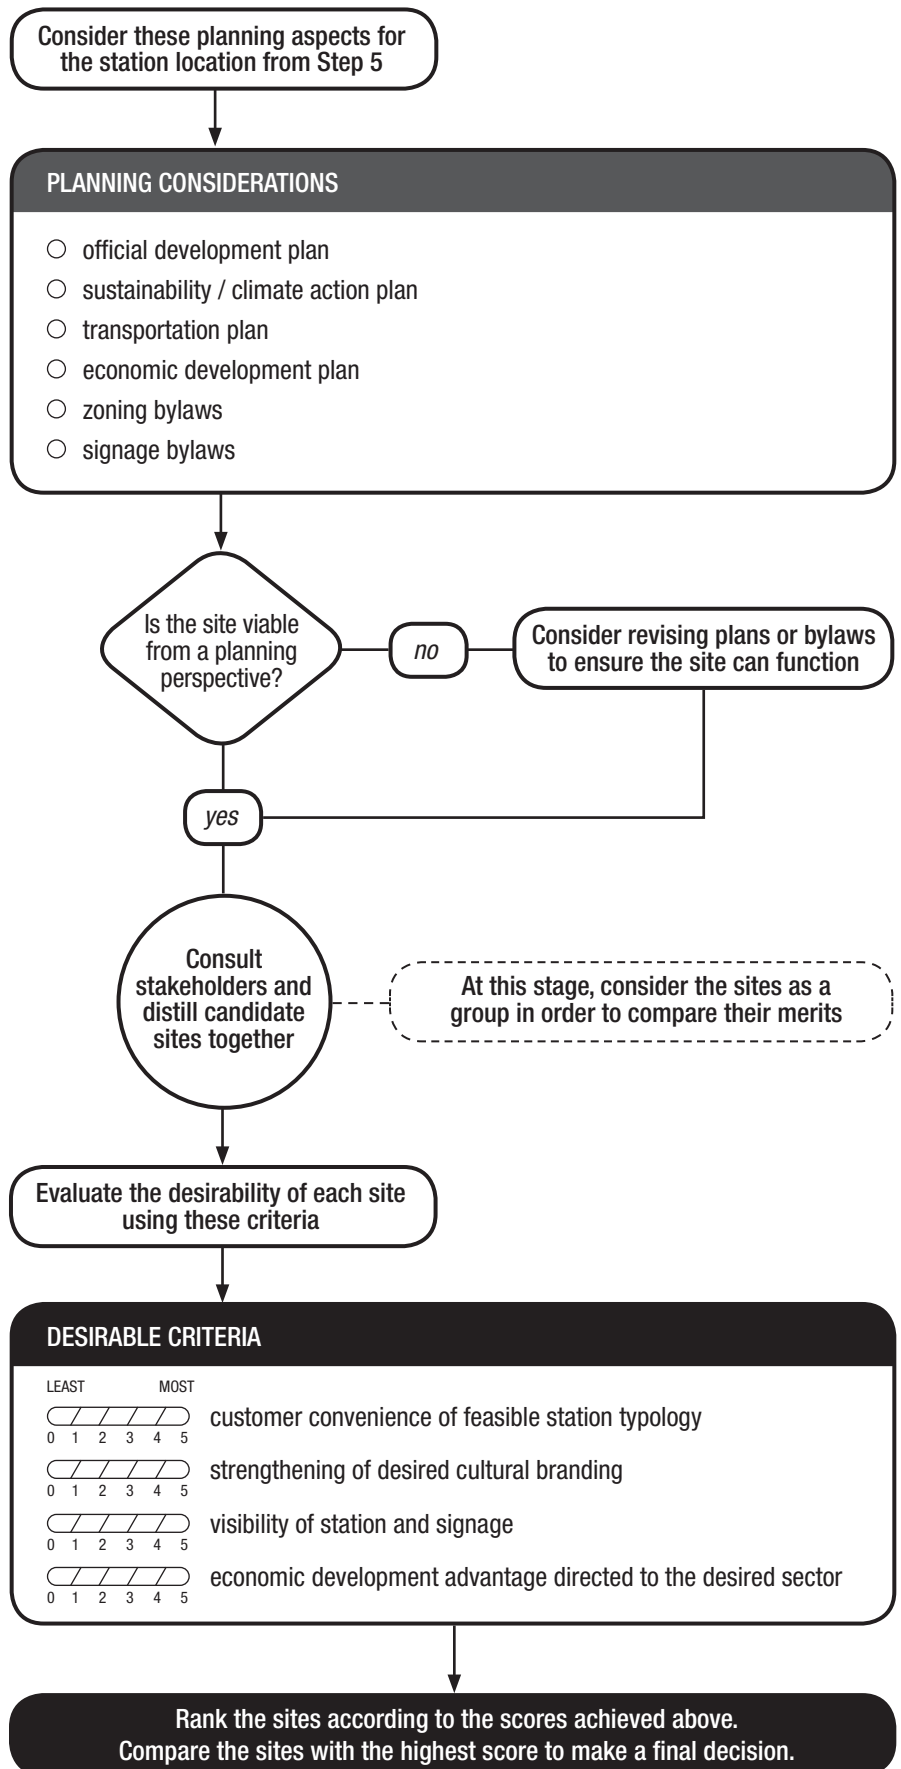 Consider these planning aspects for
the station location from Step 5
PLANNING CONSIDERATIONS
official development plan
sustainability / climate action plan
transportation plan
economic development plan
zoning bylaws
signage bylaws
Is the site viable
from a planning
perspective?
no
Consider revising plans or bylaws
to ensure the site can function
yes
Consult
stakeholders and
distill candidate
sites together
At this stage, consider the sites as a
group in order to compare their merits
Evaluate the desirability of each site
using these criteria
DESIRABLE CRITERIA
LEAST MOST
customer convenience of feasible station typology
0 1 2 3 4 5
strengthening of desired cultural branding
0 1 2 3 4 5
visibility of station and signage
0 1 2 3 4 5
economic development advantage directed to the desired sector
0 1 2 3 4 5
Rank the sites according to the scores achieved above.
Compare the sites with the highest score to make a final decision.